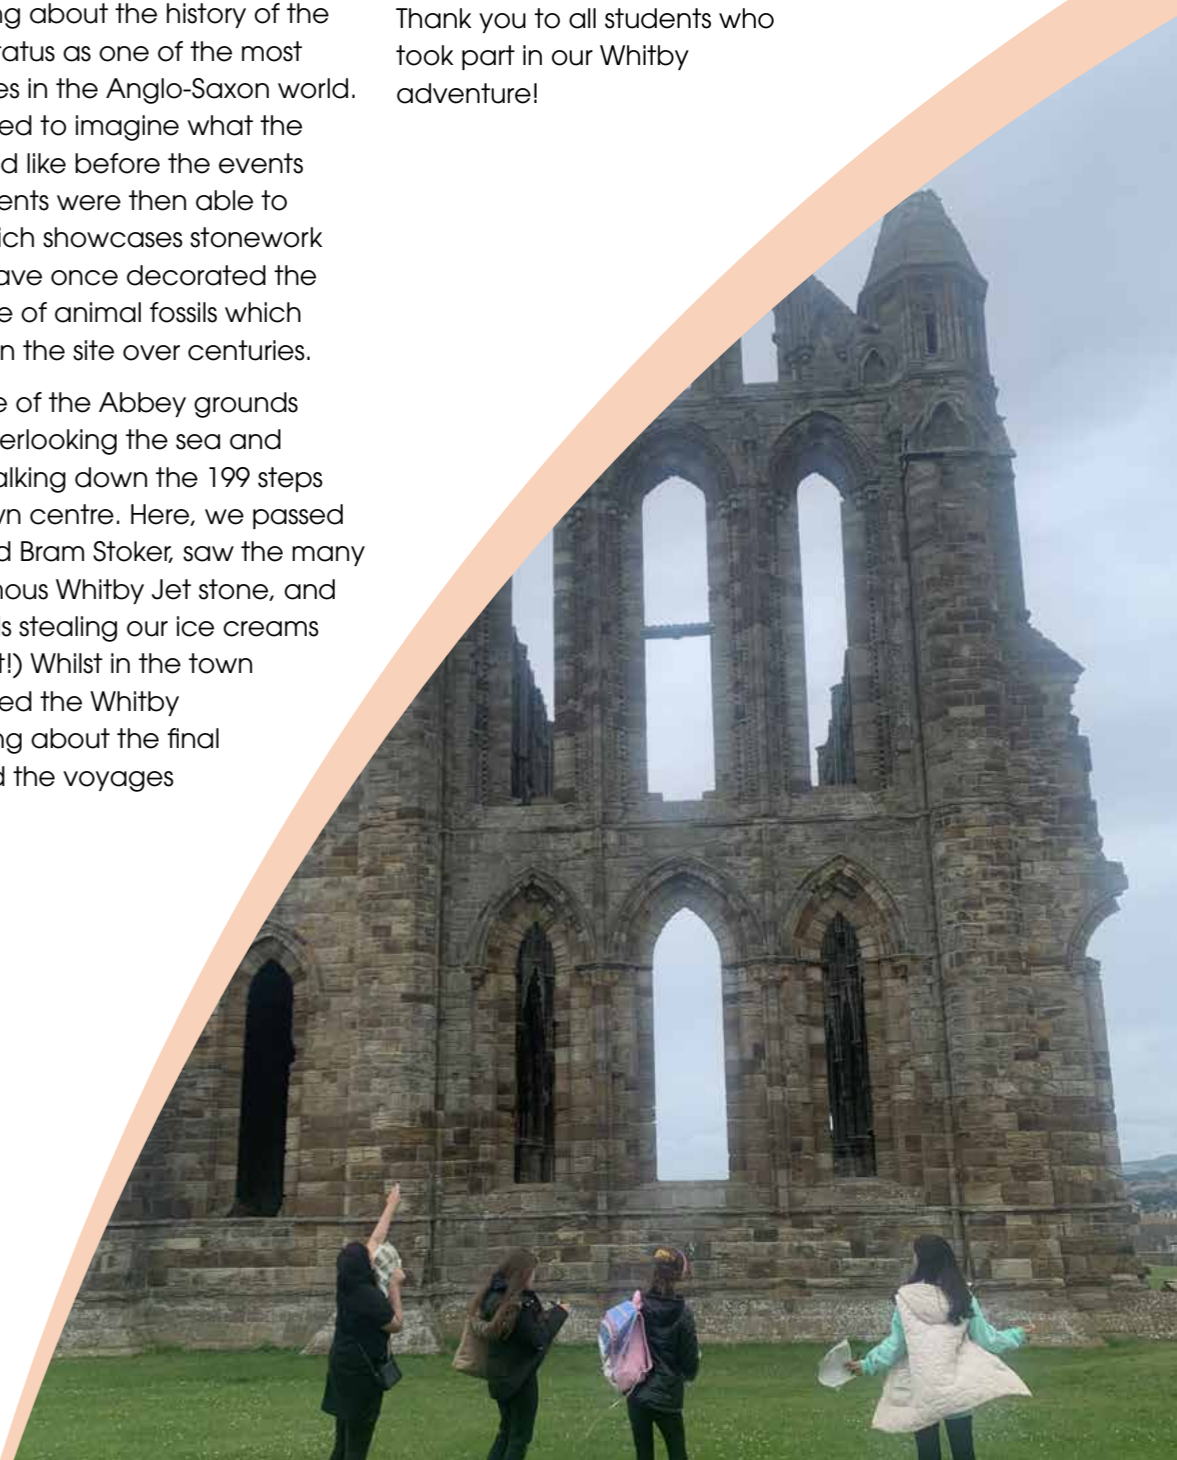 ng about the history of the
atus as one of the most
es in the Anglo-Saxon world.
ed to imagine what the
d like before the events
ents were then able to
ich showcases stonework
ave once decorated the
e of animal fossils which
n the site over centuries.
e of the Abbey grounds
erlooking the sea and
alking down the 199 steps
vn centre. Here, we passed
d Bram Stoker, saw the many
nous Whitby Jet stone, and
ls stealing our ice creams
t!) Whilst in the town
ed the Whitby
ng about the final
d the voyages
Thank you to all students who
took part in our Whitby
adventure!